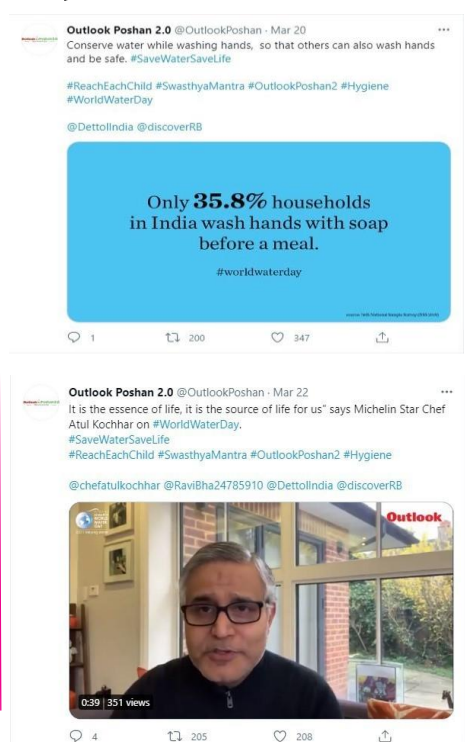 Outlook Poshan 2.0 @OutlookPoshan · Mar 20
Conserve water while washing hands, so that others can also wash hands
and be safe. #SaveWaterSaveLife
#ReachEachChild #SwasthyaMantra #OutlookPoshan2 #Hygiene
#WorldWaterDay
@DettolIndia @discoverRB
Only 35.8% households
in India wash hands with soap
before a meal.
#worldwaterday
1 200 347
Outlook Poshan 2.0 @OutlookPoshan · Mar 22
It is the essence of life, it is the source of life for us" says Michelin Star Chef
Atul Kochhar on #WorldWaterDay.
#SaveWaterSaveLife
#ReachEachChild #SwasthyaMantra #OutlookPoshan2 #Hygiene
@chefatulkochhar @RaviBha24785910 @DettolIndia @discoverRB
Outlook
0:39 351 views
4 205 208